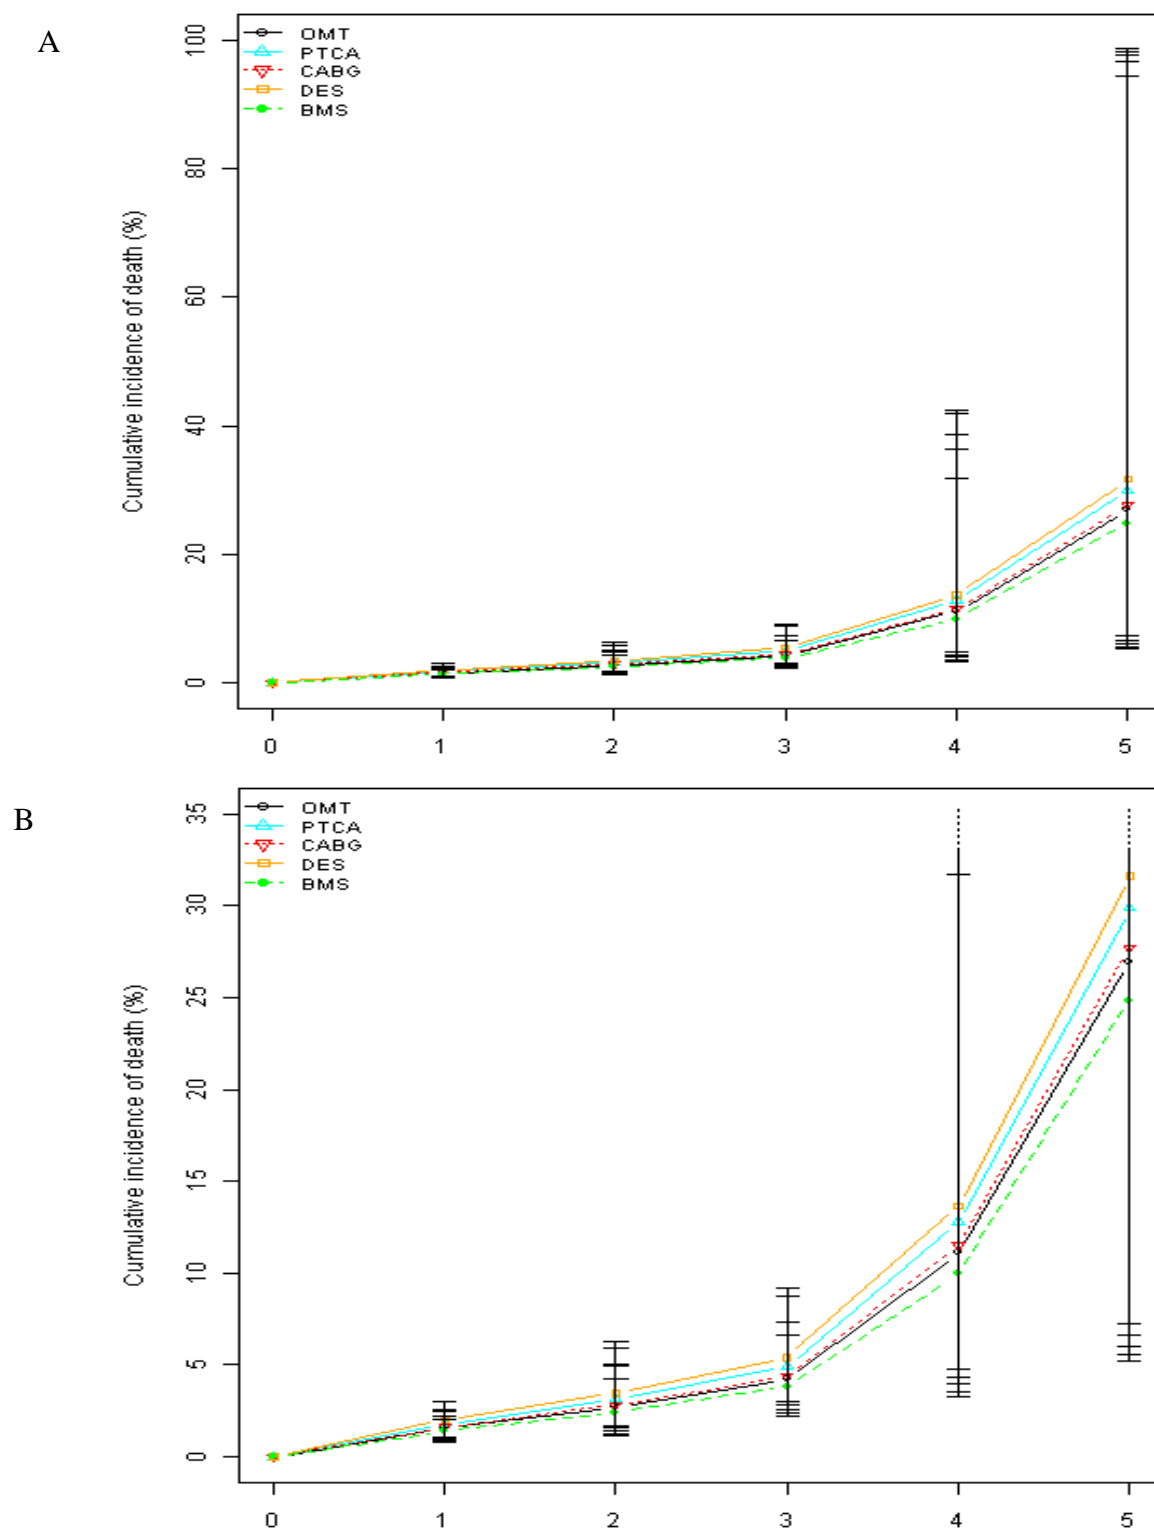 A
OMT
PTCA
CABG
DES
BMS
Cumulative incidence of death (%)
100
80
60
40
20
0
0 1 2 3 4 5
B
OMT
PTCA
CABG
DES
BMS
Cumulative incidence of death (%)
35
30
25
20
15
10
5
0
0 1 2 3 4 5